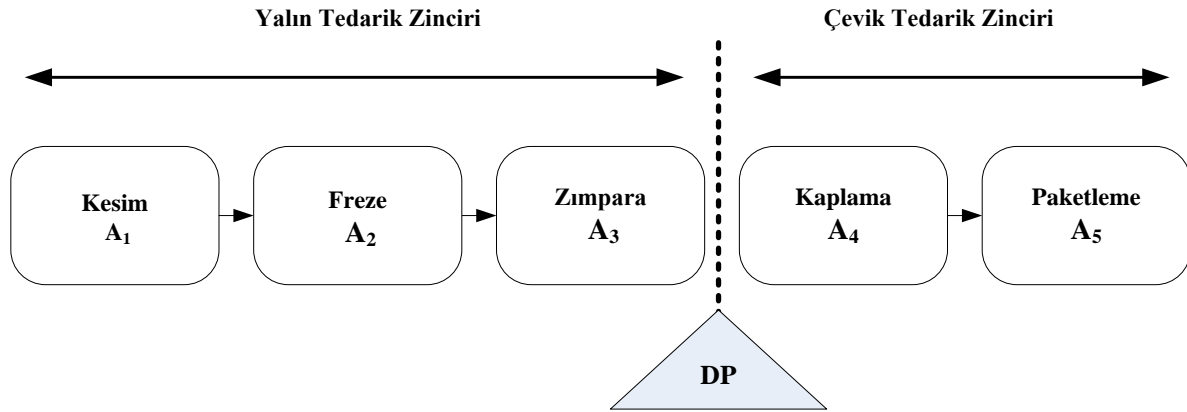 Yalın Tedarik Zinciri
Çevik Tedarik Zinciri
Kesim
A₁
Freze
A₂
Zımpara
A₃
Kaplama
A₄
Paketleme
A₅
DP